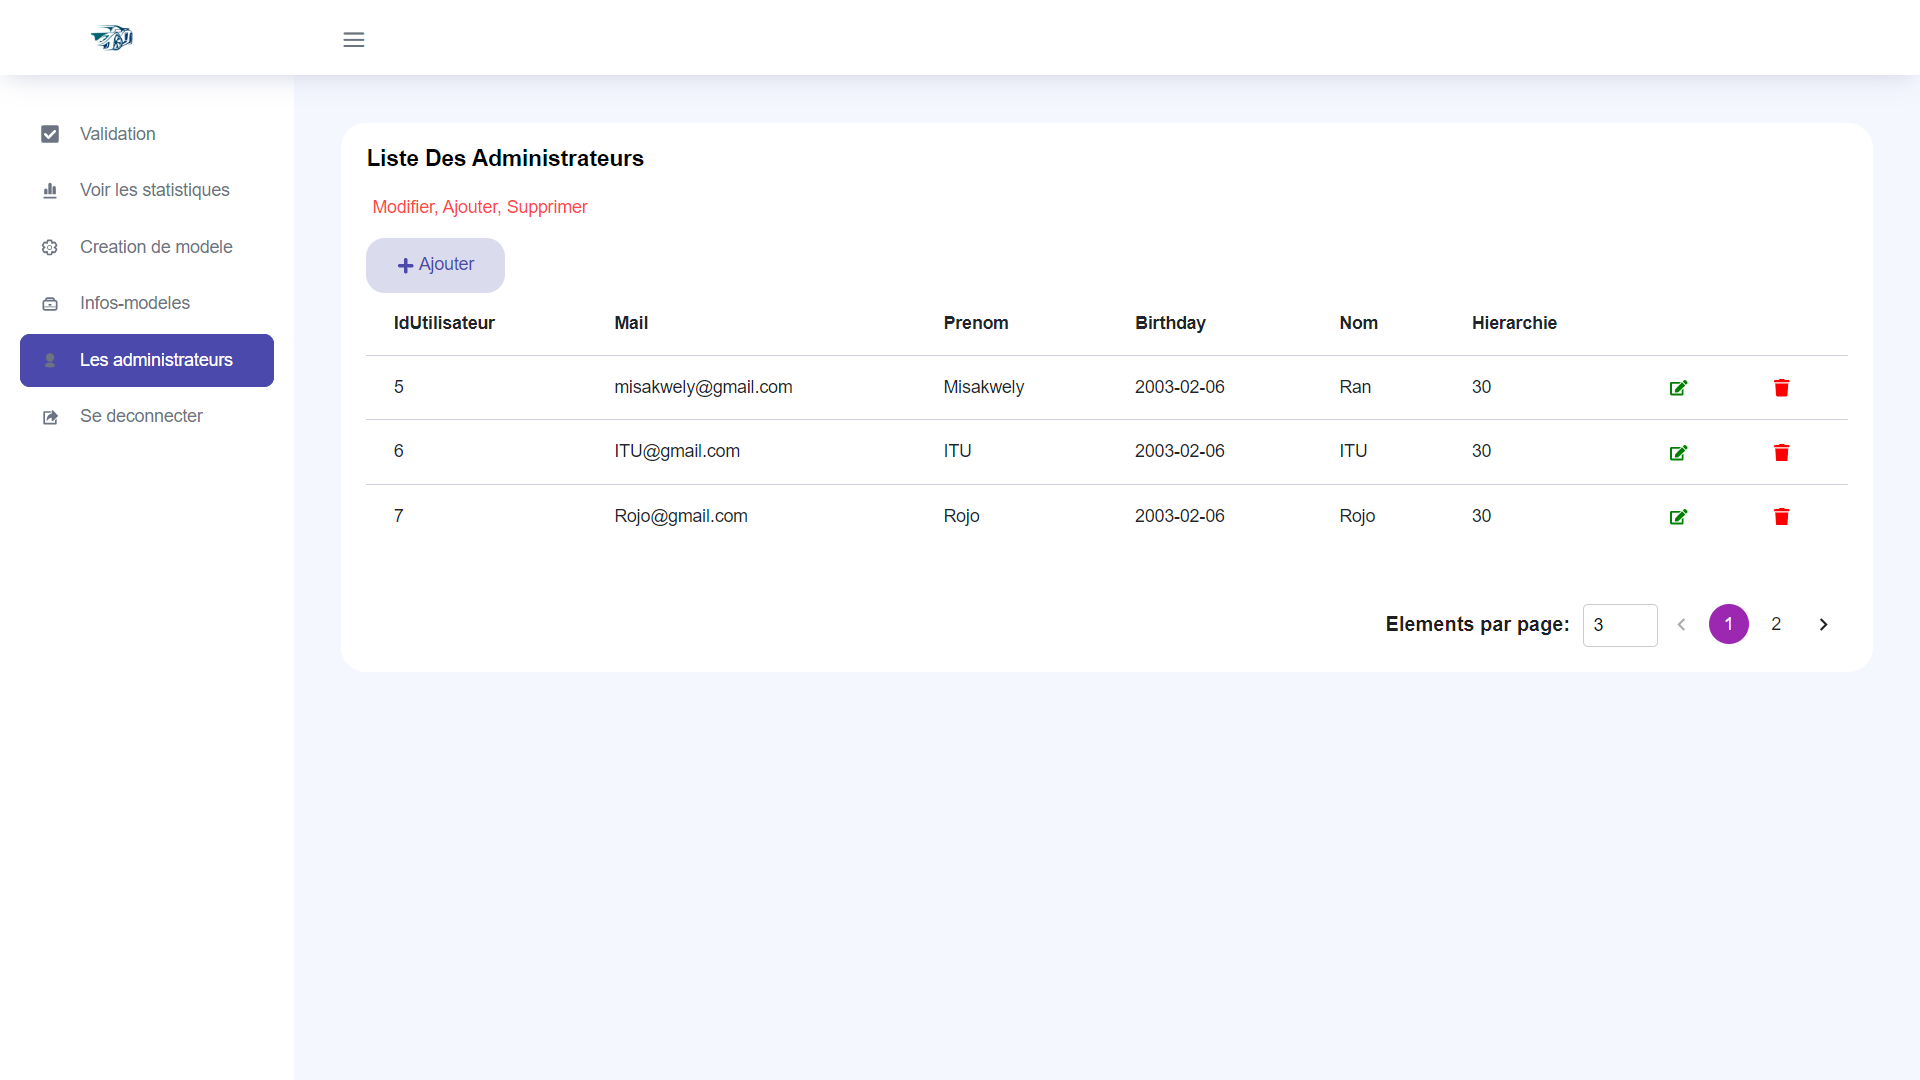 Validation
Voir les statistiques
Creation de modele
Infos-modeles
Les administrateurs
Se deconnecter
Liste Des Administrateurs
Modifier, Ajouter, Supprimer
Ajouter
IdUtilisateur Mail Prenom Birthday Nom Hierarchie
5 misakwely@gmail.com Misakwely 2003-02-06 Ran 30
6 ITU@gmail.com ITU 2003-02-06 ITU 30
7 Rojo@gmail.com Rojo 2003-02-06 Rojo 30
Elements par page: 3 1 2